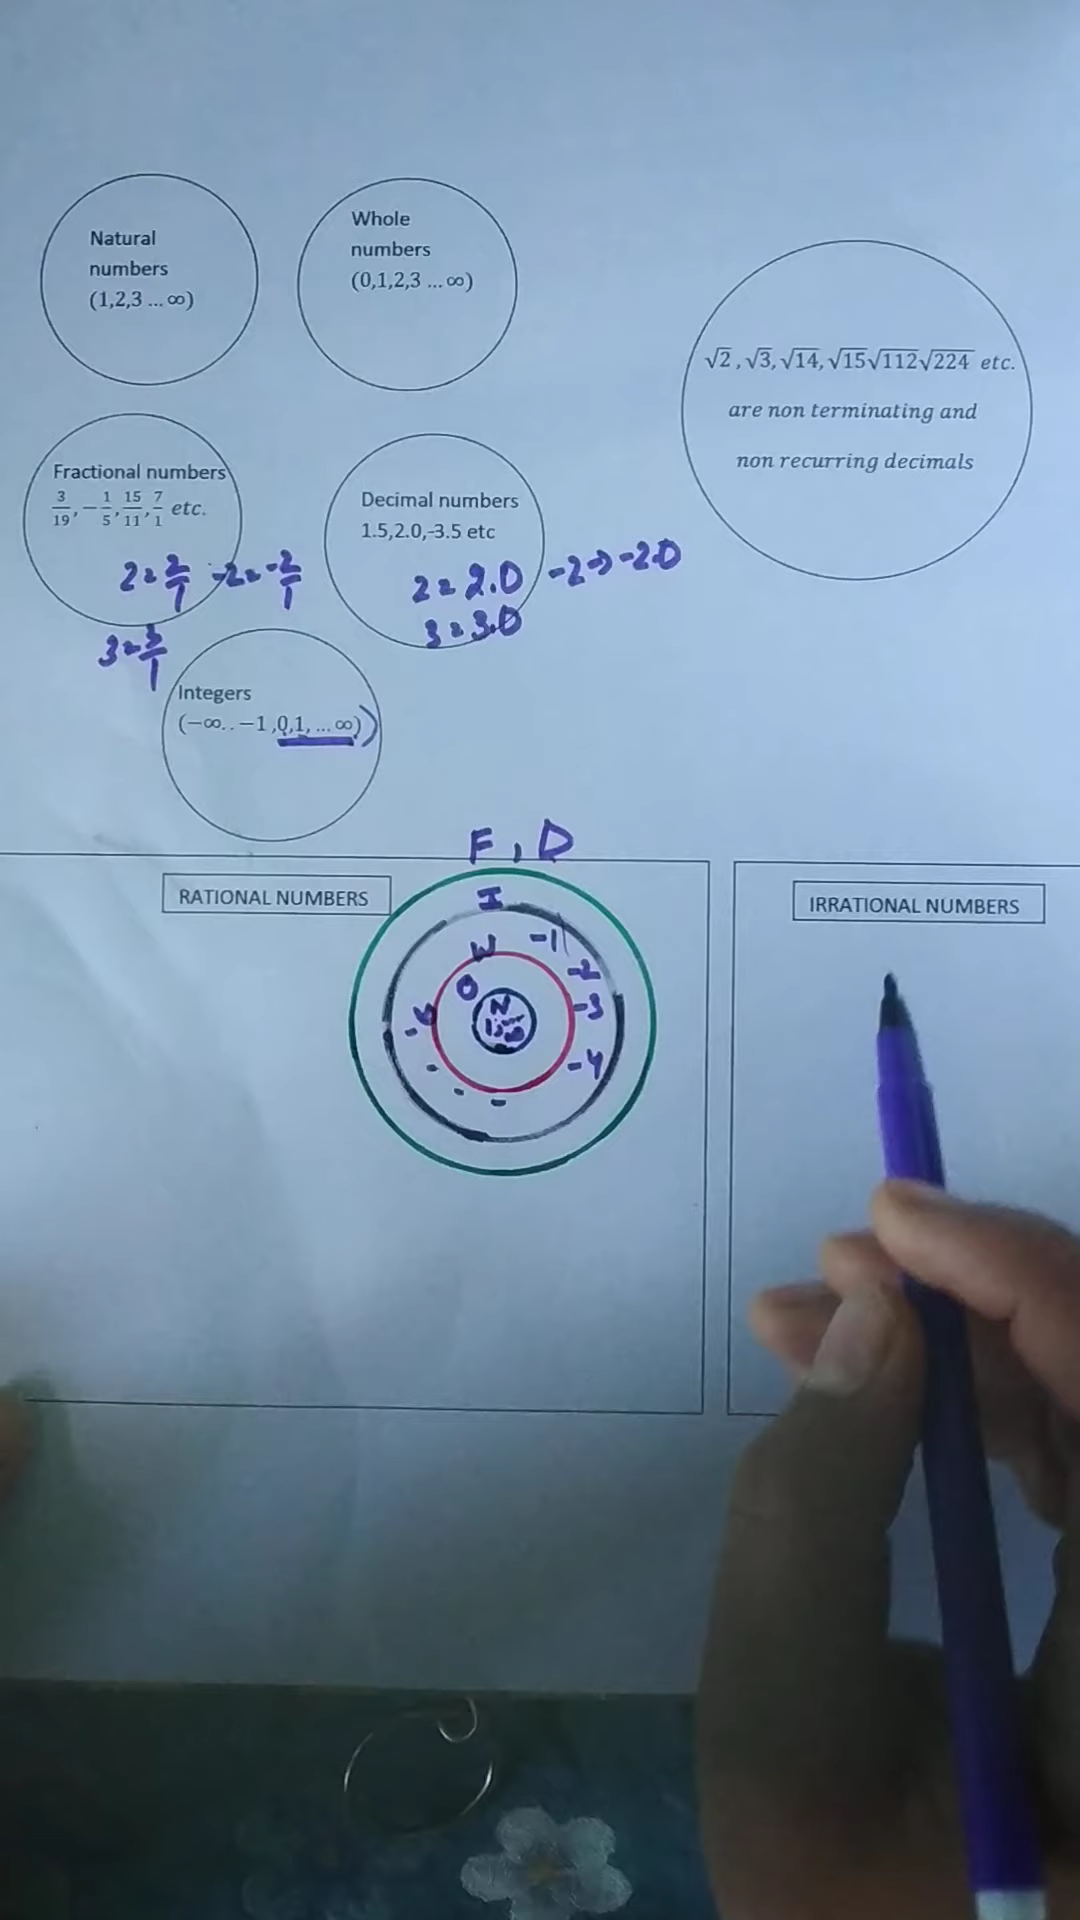 Natural
numbers
(1,2,3 ... ∞)
Whole
numbers
(0,1,2,3 ... ∞)
√2 , √3, √14, √15√112√224 etc.
are non terminating and
non recurring decimals
Fractional numbers
3/19, −1/5, 15/11, 7/1 etc.
2 = 2/1 -2 = -2/1
3 = 3/1
Decimal numbers
1.5,2.0,-3.5 etc
2 = 2.0 -2 → -2.0
3 = 3.0
Integers
(−∞. . −1 ,0,1, ... ∞)
F, D
RATIONAL NUMBERS
I
W -1
-2
0 N -3
-4
IRRATIONAL NUMBERS